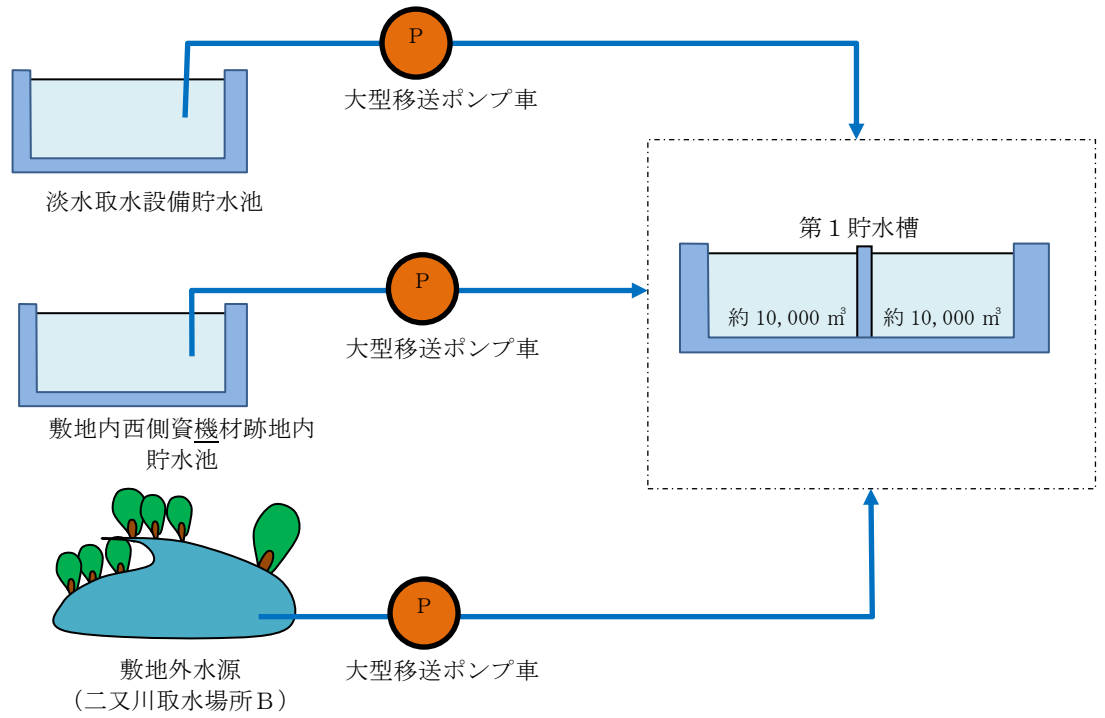 P
大型移送ポンプ車
淡水取水設備貯水池
第１貯水槽
約 10,000 ㎥
約 10,000 ㎥
P
大型移送ポンプ車
敷地内西側資機材跡地内
貯水池
P
大型移送ポンプ車
敷地外水源
（二又川取水場所Ｂ）